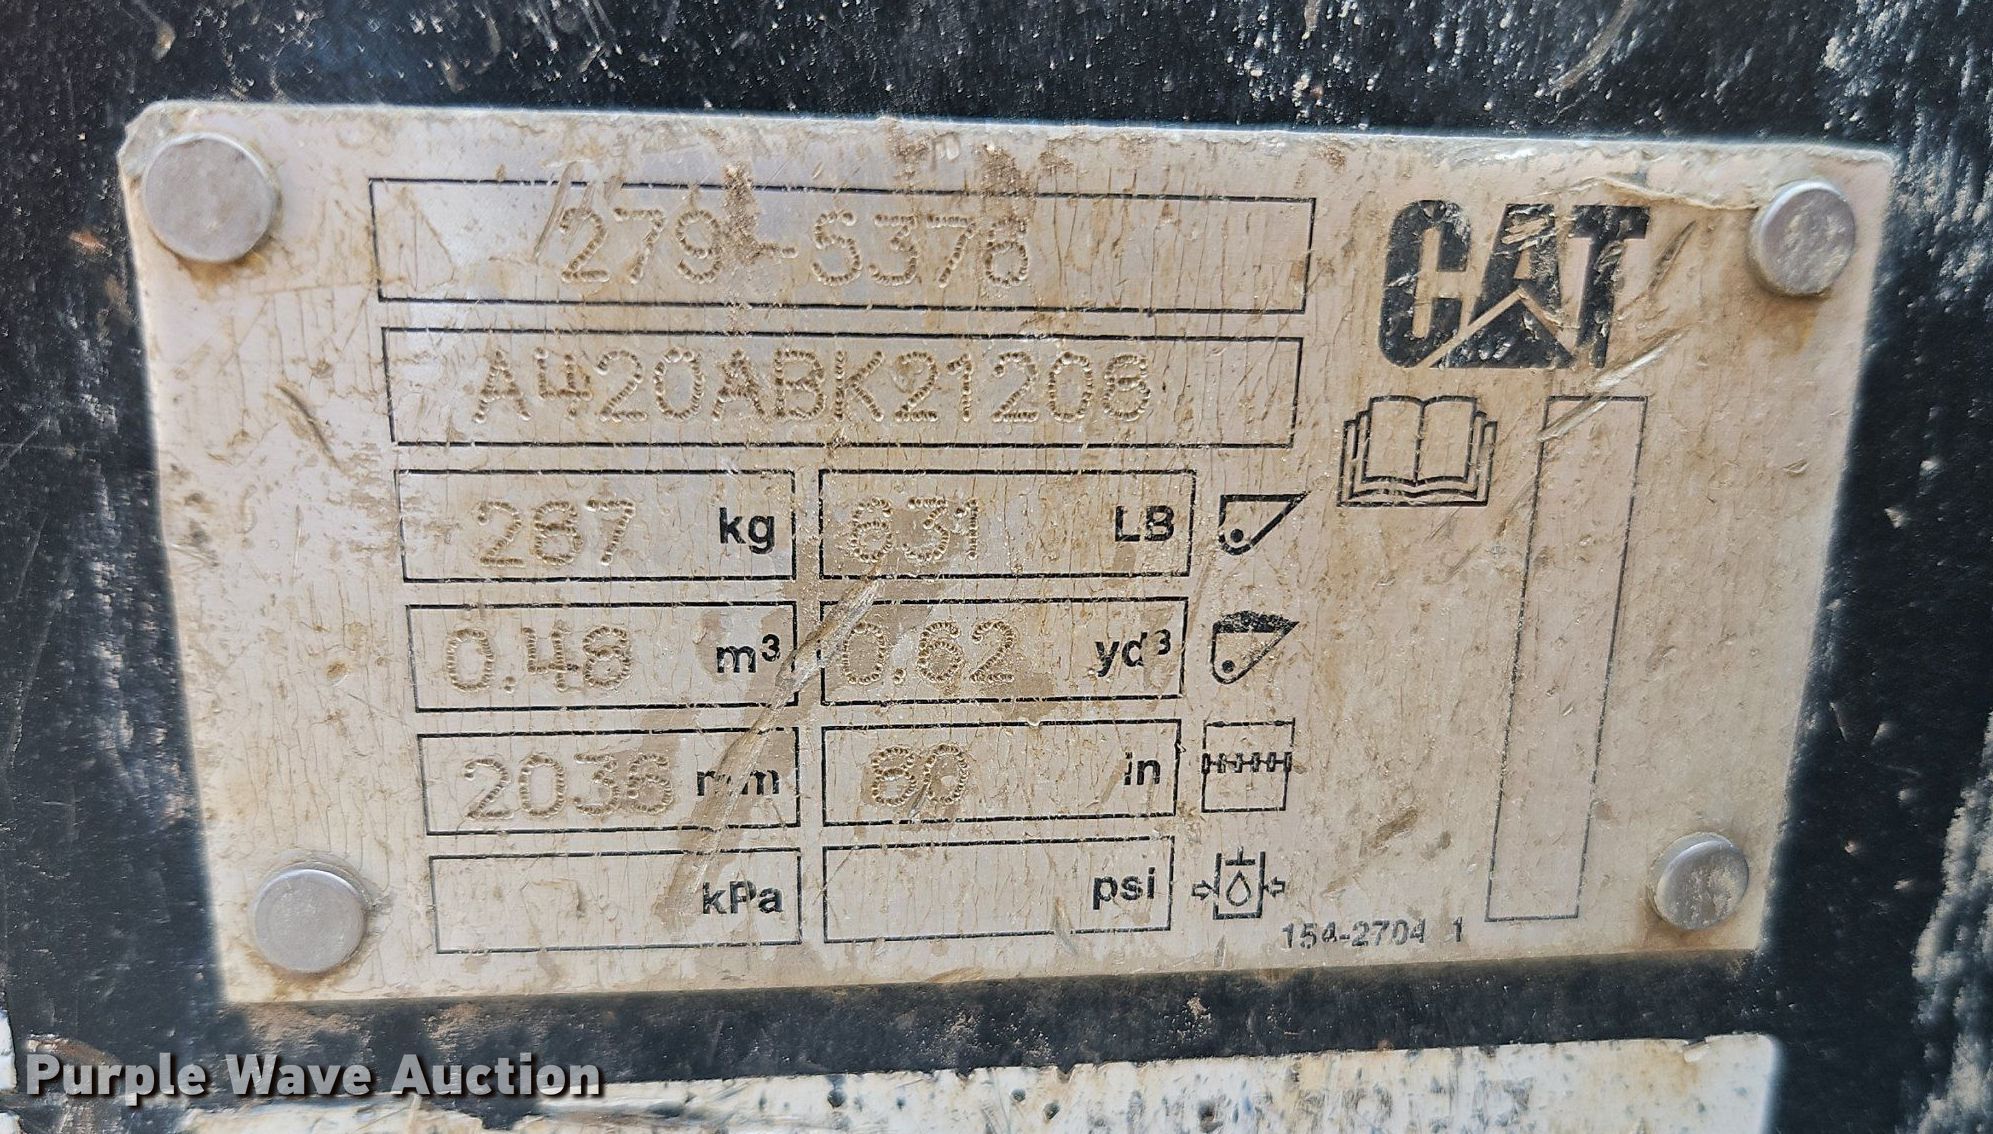 279-5376
CAT
A420ABK21208
287 kg 631 LB
0.48 m³ 0.62 yd³
2036 mm 80 in
kPa psi
154-2704 1
Purple Wave Auction